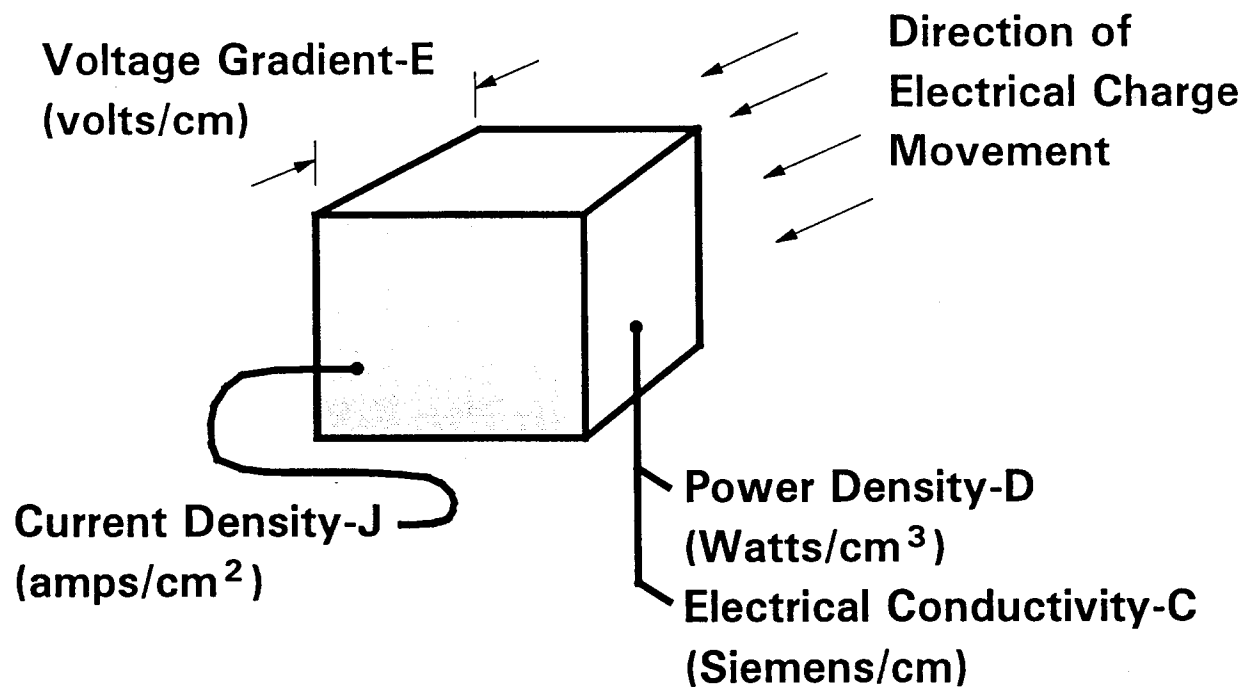 Voltage Gradient-E
(volts/cm)
Direction of
Electrical Charge
Movement
Current Density-J
(amps/cm²)
Power Density-D
(Watts/cm³)
Electrical Conductivity-C
(Siemens/cm)